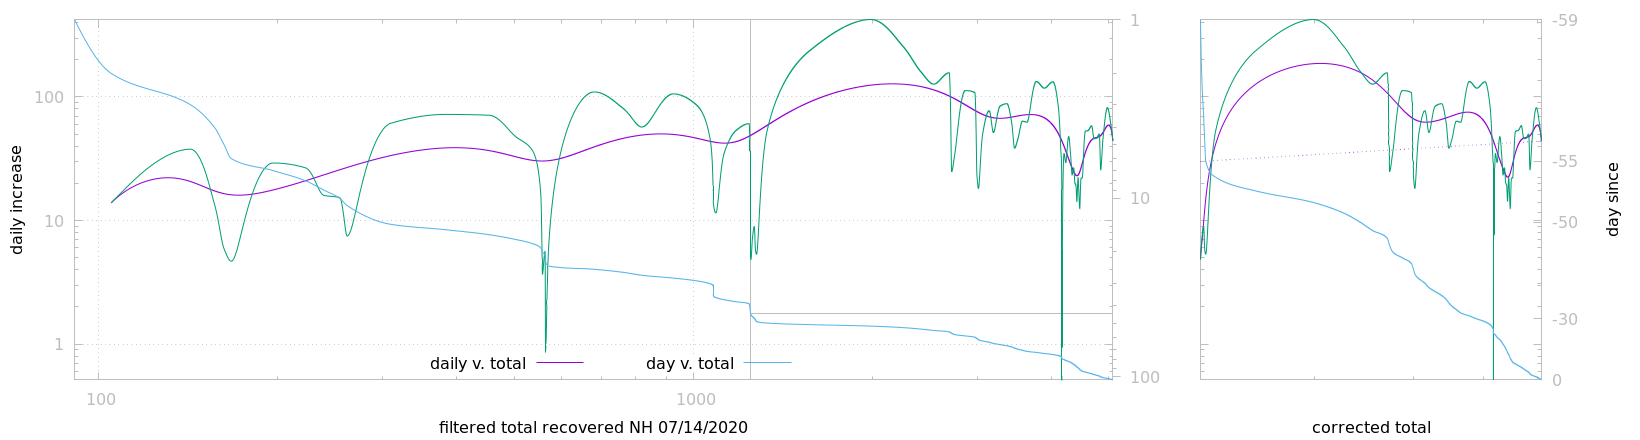 daily increase
100
10
1
100
1000
daily v. total
day v. total
filtered total recovered NH 07/14/2020
1
10
100
-59
-55
-50
-30
0
day since
corrected total